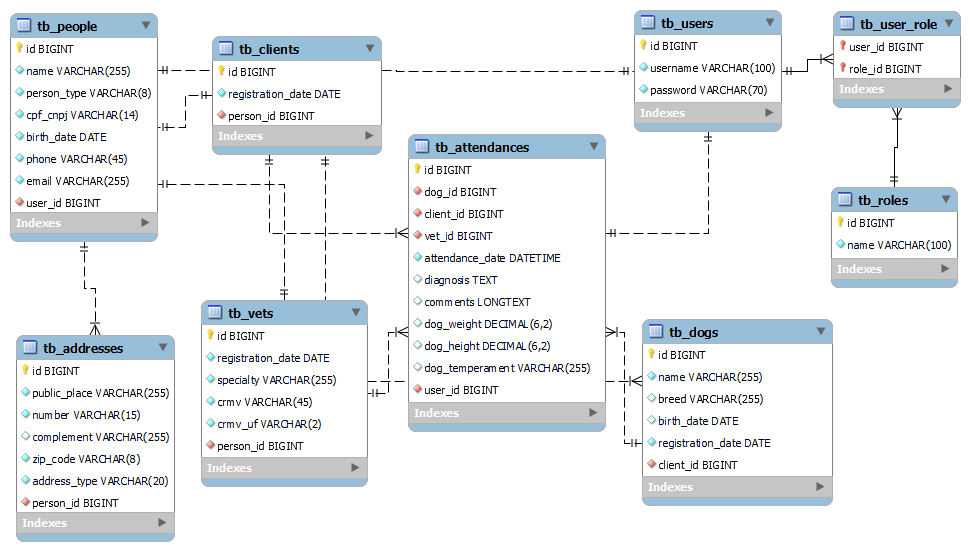 tb_people
id BIGINT
name VARCHAR(255)
person_type VARCHAR(8)
cpf_cnpj VARCHAR(14)
birth_date DATE
phone VARCHAR(45)
email VARCHAR(255)
user_id BIGINT
Indexes
tb_clients
id BIGINT
registration_date DATE
person_id BIGINT
Indexes
tb_users
id BIGINT
username VARCHAR(100)
password VARCHAR(70)
Indexes
tb_user_role
user_id BIGINT
role_id BIGINT
Indexes
tb_attendances
id BIGINT
dog_id BIGINT
client_id BIGINT
vet_id BIGINT
attendance_date DATETIME
diagnosis TEXT
comments LONGTEXT
dog_weight DECIMAL(6,2)
dog_height DECIMAL(6,2)
dog_temperament VARCHAR(255)
user_id BIGINT
Indexes
tb_roles
id BIGINT
name VARCHAR(100)
Indexes
tb_addresses
id BIGINT
public_place VARCHAR(255)
number VARCHAR(15)
complement VARCHAR(255)
zip_code VARCHAR(8)
address_type VARCHAR(20)
person_id BIGINT
Indexes
tb_vets
id BIGINT
registration_date DATE
specialty VARCHAR(255)
crmv VARCHAR(45)
crmv_uf VARCHAR(2)
person_id BIGINT
Indexes
tb_dogs
id BIGINT
name VARCHAR(255)
breed VARCHAR(255)
birth_date DATE
registration_date DATE
client_id BIGINT
Indexes